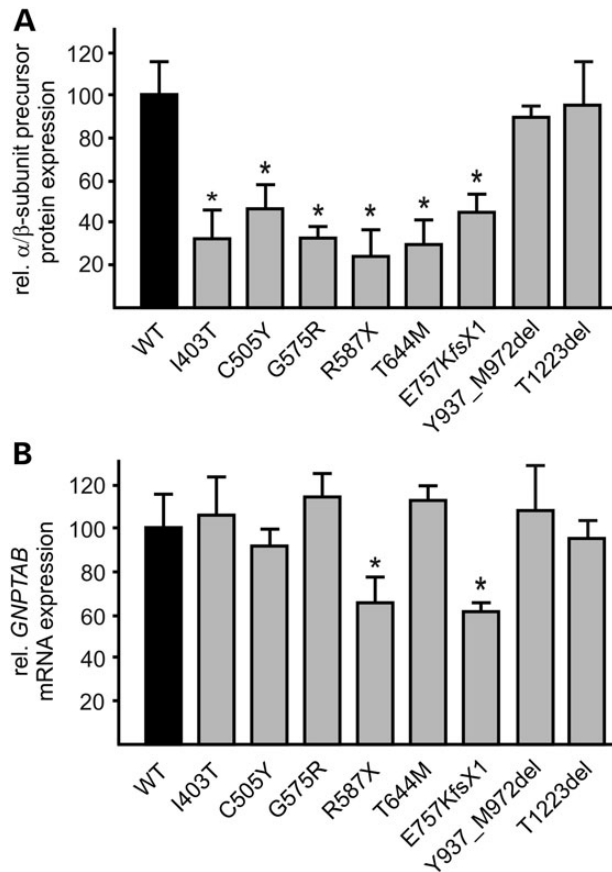 A
rel. α/β-subunit precursor
protein expression
120
100
80
60
40
20
* * * * * *
WT
I403T
C505Y
G575R
R587X
T644M
E757KfsX1
Y937_M972del
T1223del
B
rel. GNPTAB
mRNA expression
120
100
80
60
40
20
* *
WT
I403T
C505Y
G575R
R587X
T644M
E757KfsX1
Y937_M972del
T1223del